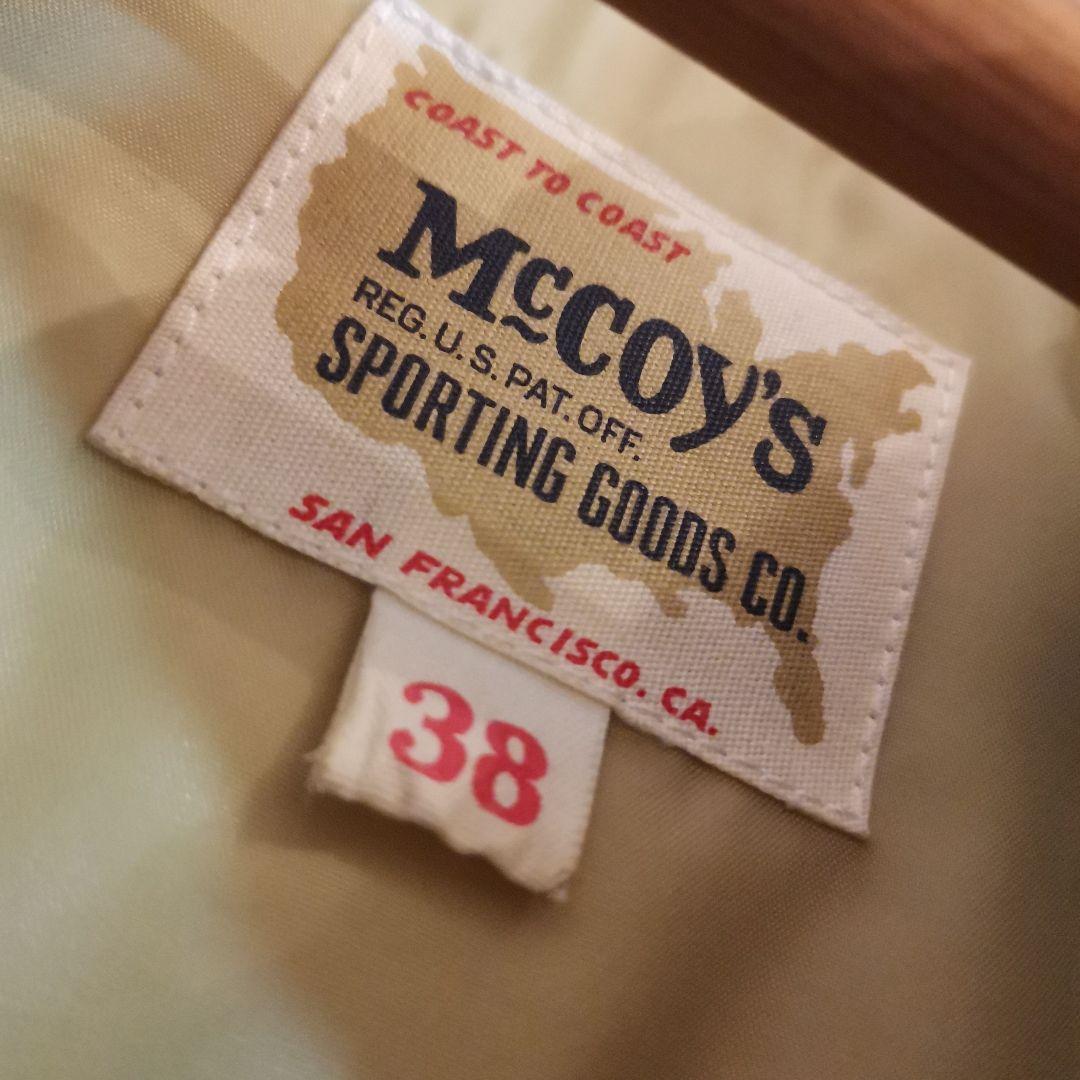 COAST TO COAST
McCOY'S
REG. U.S. PAT. OFF.
SPORTING GOODS CO.
SAN FRANCISCO. CA.
38